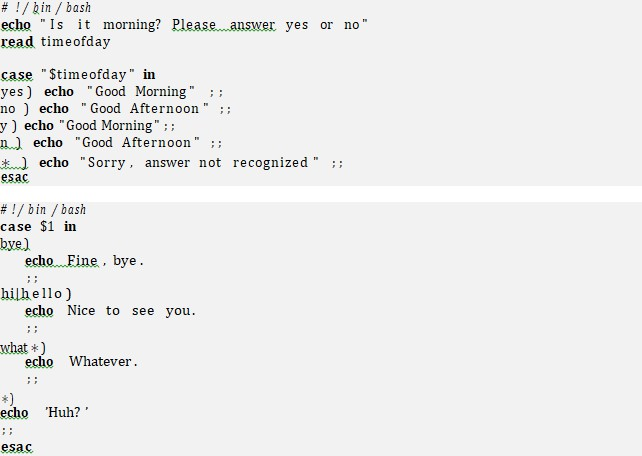 # !/ bin / bash
echo "Is it morning? Please answer yes or no"
read timeofday
case "$timeofday" in
yes) echo "Good Morning" ;;
no ) echo "Good Afternoon" ;;
y ) echo "Good Morning" ;;
n ) echo "Good Afternoon" ;;
* ) echo "Sorry, answer not recognized" ;;
esac
# !/ bin / bash
case $1 in
bye)
echo Fine, bye.
;;
hi|hello)
echo Nice to see you.
;;
what*)
echo Whatever.
;;
*)
echo 'Huh? '
;;
esac